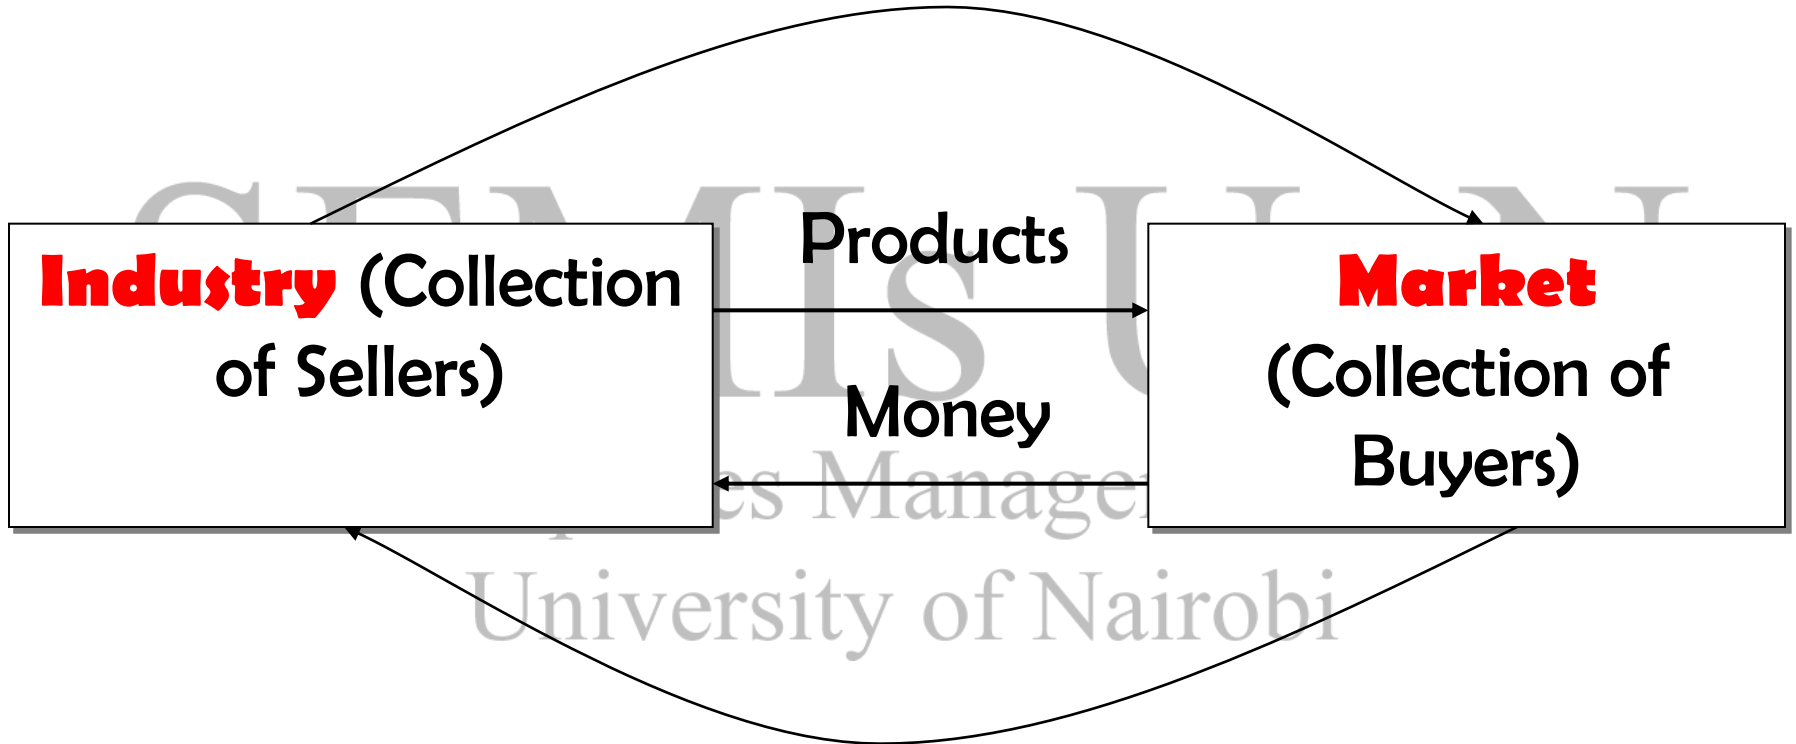 Products
Industry (Collection
of Sellers)
Market
(Collection of
Buyers)
Money
University of Nairobi